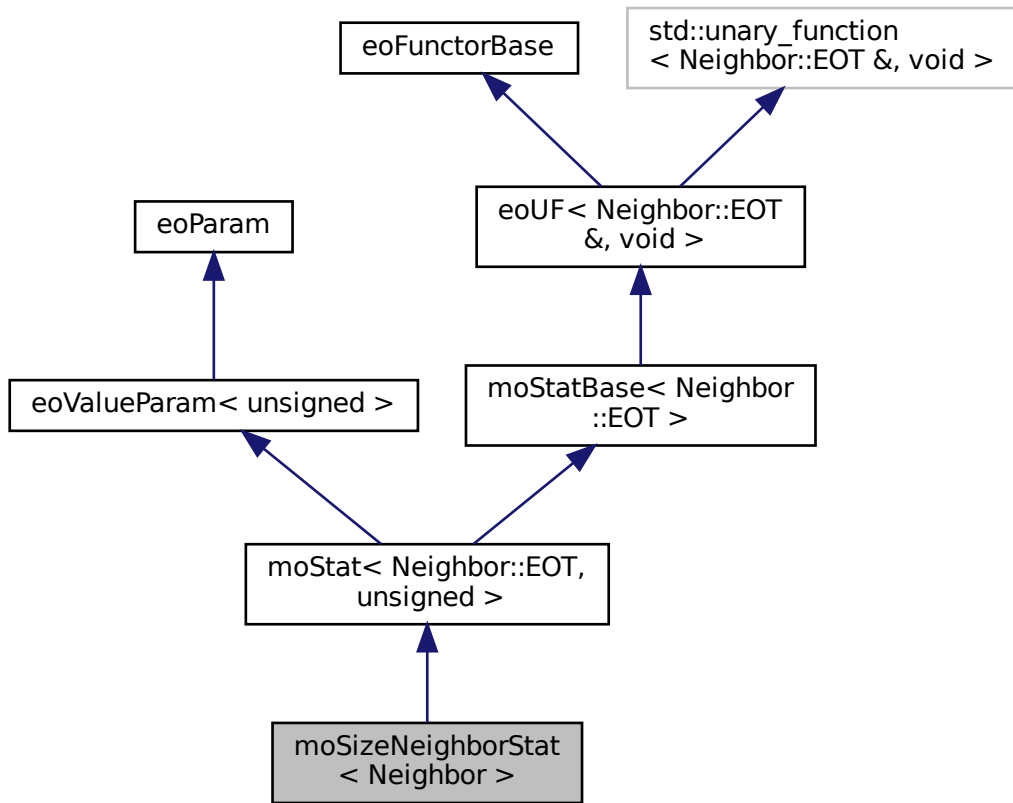 eoFunctorBase
std::unary_function
< Neighbor::EOT &, void >
eoUF< Neighbor::EOT
&, void >
eoParam
eoValueParam< unsigned >
moStatBase< Neighbor
::EOT >
moStat< Neighbor::EOT,
unsigned >
moSizeNeighborStat
< Neighbor >